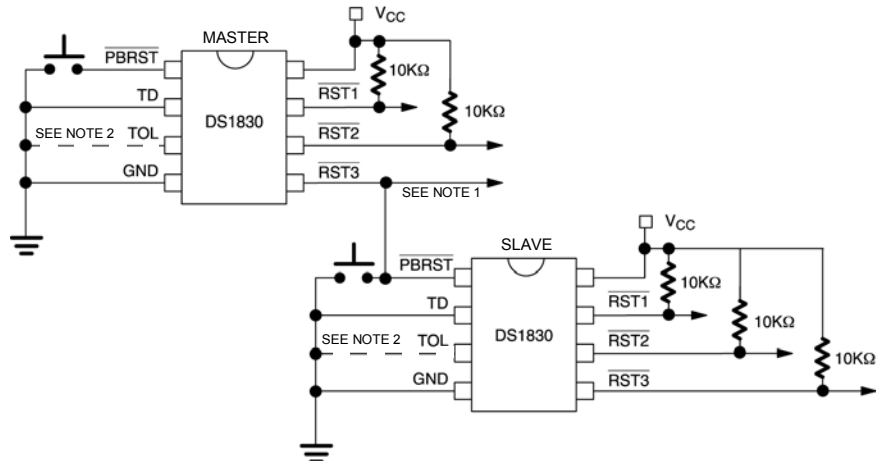 VCC
MASTER
PBRST
10KΩ
TD
RST1
10KΩ
DS1830
SEE NOTE 2
TOL
RST2
GND
RST3
SEE NOTE 1
VCC
SLAVE
PBRST
10KΩ
TD
RST1
10KΩ
SEE NOTE 2
TOL
DS1830
RST2
10KΩ
GND
RST3